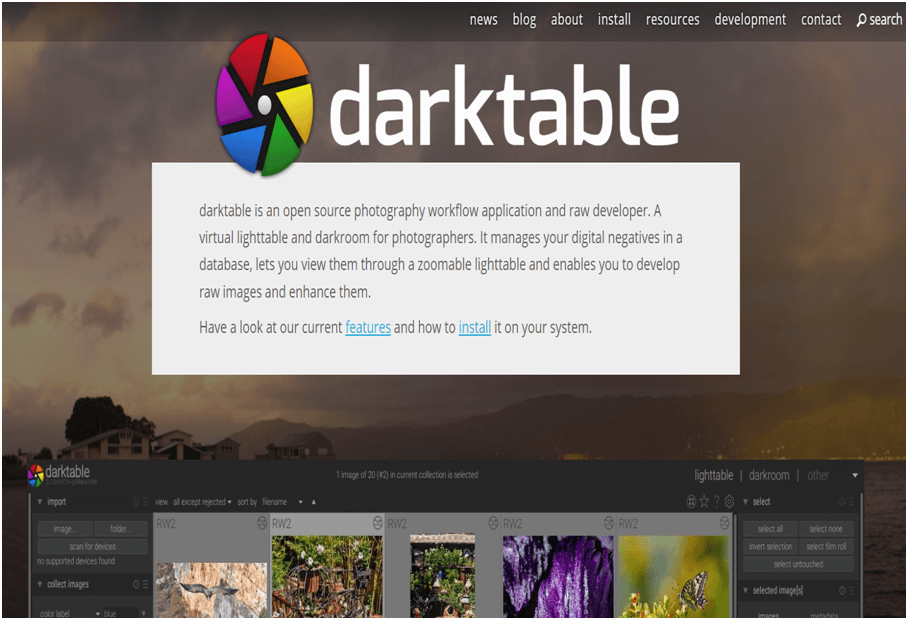 news blog about install resources development contact search
darktable
darktable is an open source photography workflow application and raw developer. A
virtual lighttable and darkroom for photographers. It manages your digital negatives in a
database, lets you view them through a zoomable lighttable and enables you to develop
raw images and enhance them.
Have a look at our current features and how to install it on your system.
darktable
1 image of 20 (#2) in current collection is selected
lighttable | darkroom | other
import
view all except rejected sort by filename
select
image... folder...
scan for devices
no supported devices found
RW2 RW2 RW2 RW2 RW2
select all select none
invert selection select film roll
select untouched
collect images
selected image[s]
color label blue
images metadata